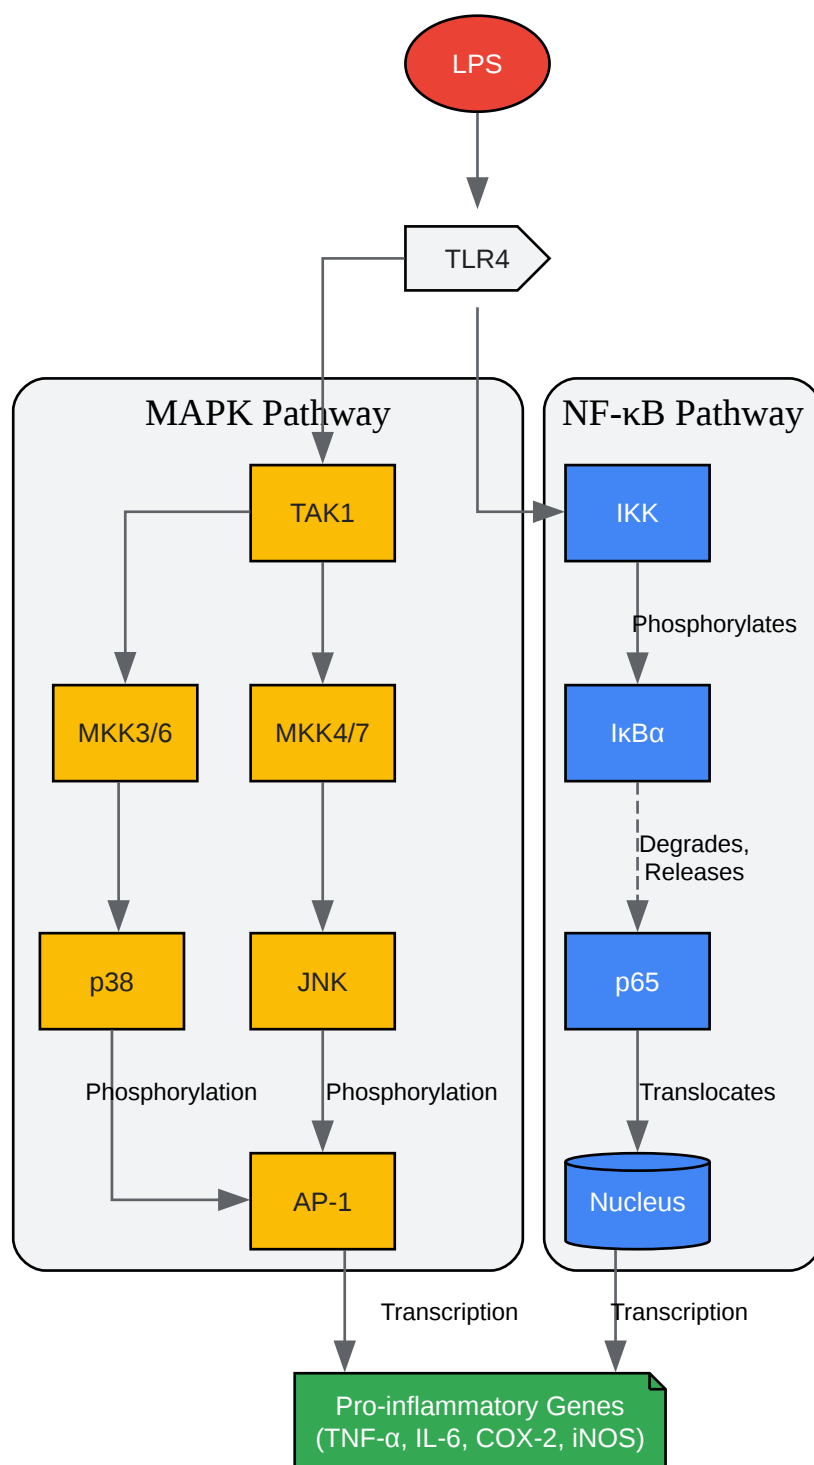 LPS
TLR4
MAPK Pathway
NF-κB Pathway
TAK1
IKK
Phosphorylates
MKK3/6
MKK4/7
IκBα
Degrades,
Releases
p38
JNK
p65
Phosphorylation
Phosphorylation
Translocates
AP-1
Nucleus
Transcription
Transcription
Pro-inflammatory Genes
(TNF-α, IL-6, COX-2, iNOS)